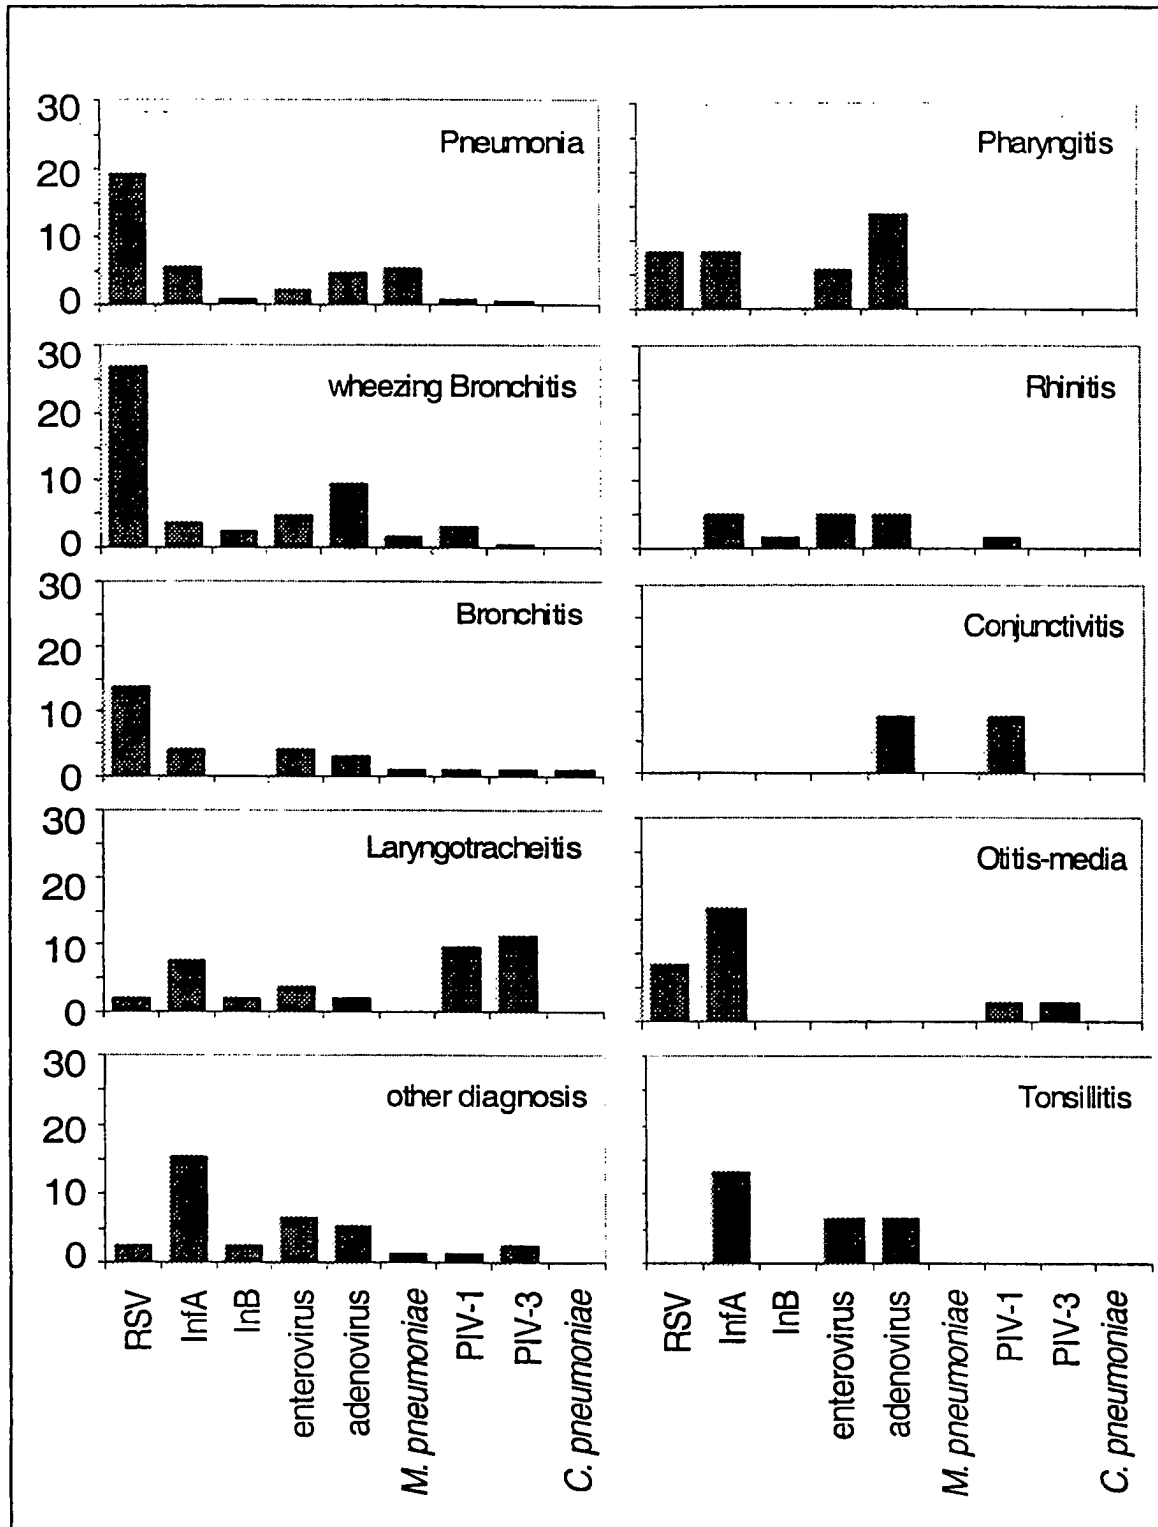 30
20
10
0
Pneumonia
Pharyngitis
30
20
10
0
wheezing Bronchitis
Rhinitis
30
20
10
0
Bronchitis
Conjunctivitis
30
20
10
0
Laryngotracheitis
Otitis-media
30
20
10
0
other diagnosis
Tonsillitis
RSV
InfA
InB
enterovirus
adenovirus
M. pneumoniae
PIV-1
PIV-3
C. pneumoniae
RSV
InfA
InB
enterovirus
adenovirus
M. pneumoniae
PIV-1
PIV-3
C. pneumoniae